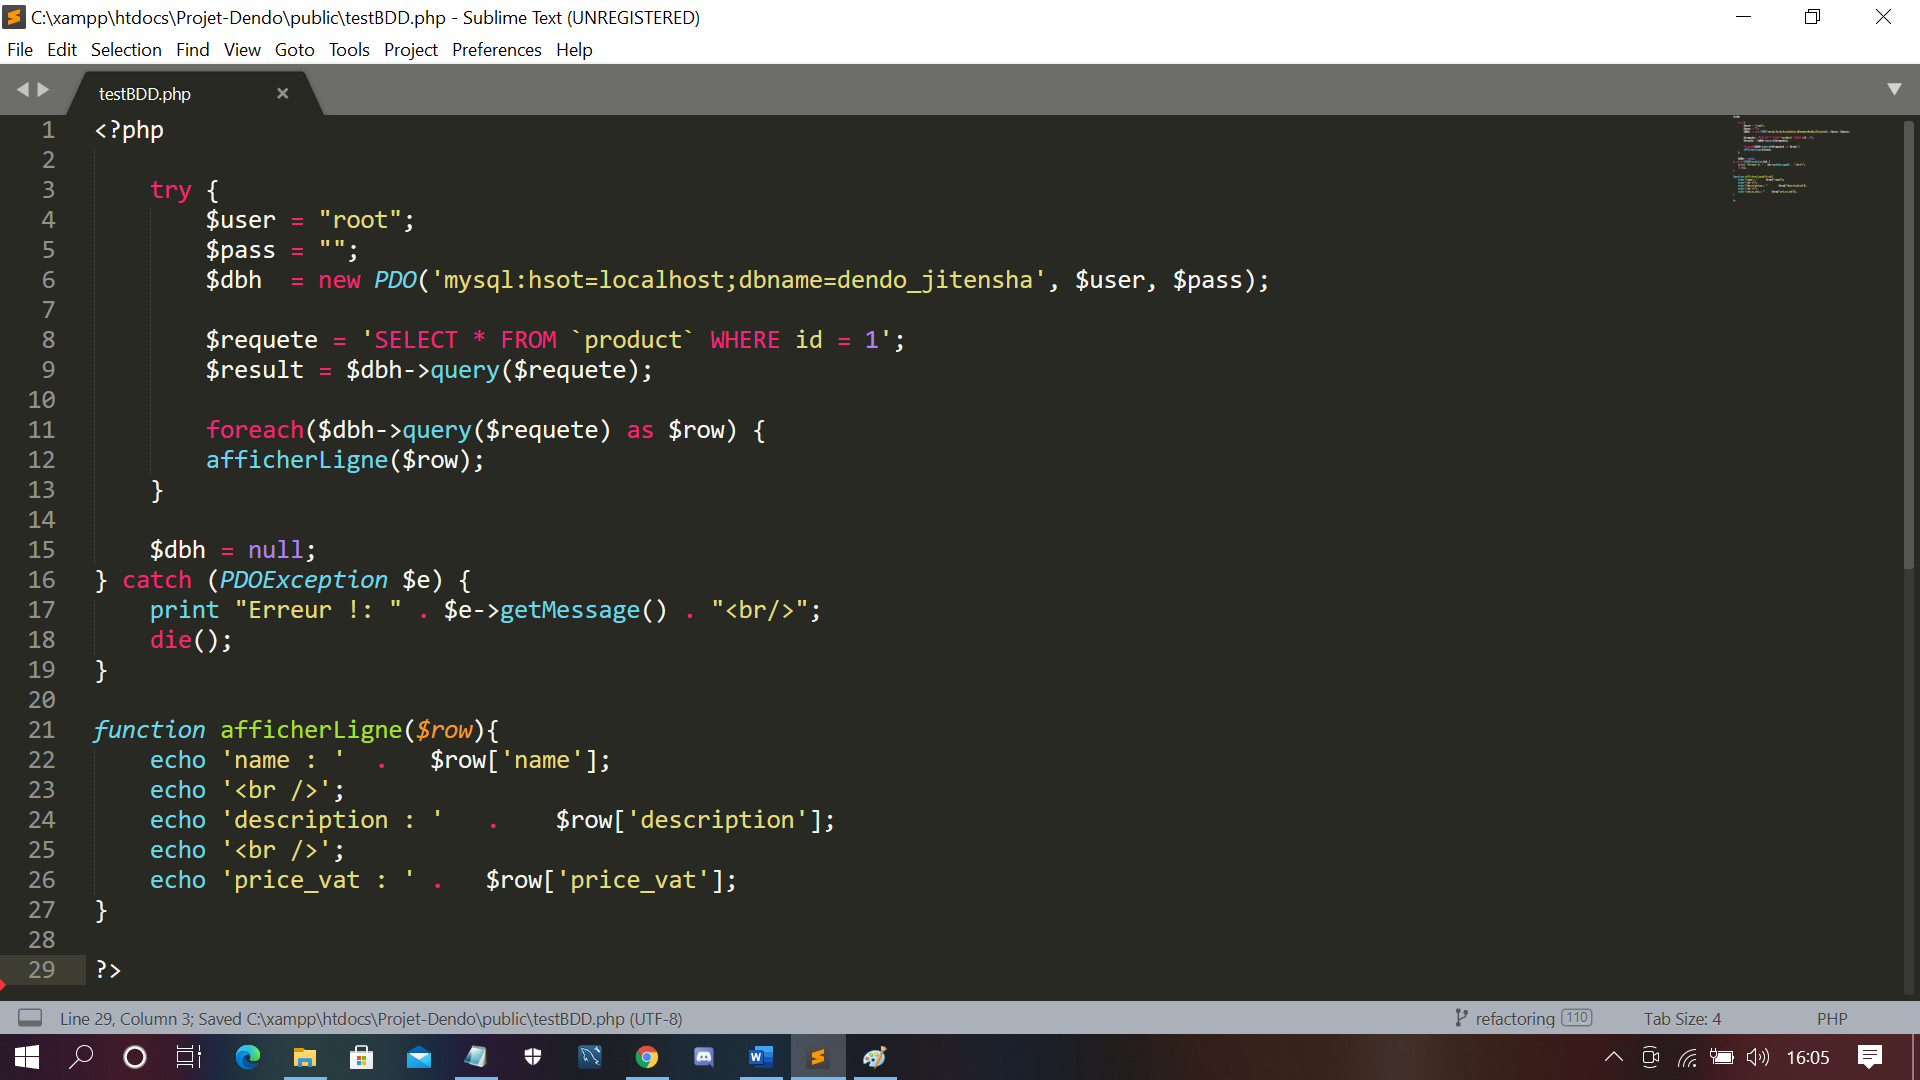 C:\xampp\htdocs\Projet-Dendo\public\testBDD.php - Sublime Text (UNREGISTERED)
File Edit Selection Find View Goto Tools Project Preferences Help
testBDD.php
1 <?php
2
3 try {
4 $user = "root";
5 $pass = "";
6 $dbh  = new PDO('mysql:hsot=localhost;dbname=dendo_jitensha', $user, $pass);
7
8 $requete = 'SELECT * FROM `product` WHERE id = 1';
9 $result = $dbh->query($requete);
10
11 foreach($dbh->query($requete) as $row) {
12 afficherLigne($row);
13 }
14
15 $dbh = null;
16 } catch (PDOException $e) {
17 print "Erreur !: " . $e->getMessage() . "<br/>";
18 die();
19 }
20
21 function afficherLigne($row){
22 echo 'name : '  .   $row['name'];
23 echo '<br />';
24 echo 'description : '   .    $row['description'];
25 echo '<br />';
26 echo 'price_vat : ' .   $row['price_vat'];
27 }
28
29 ?>
Line 29, Column 3; Saved C:\xampp\htdocs\Projet-Dendo\public\testBDD.php (UTF-8) refactoring 110 Tab Size: 4 PHP
16:05